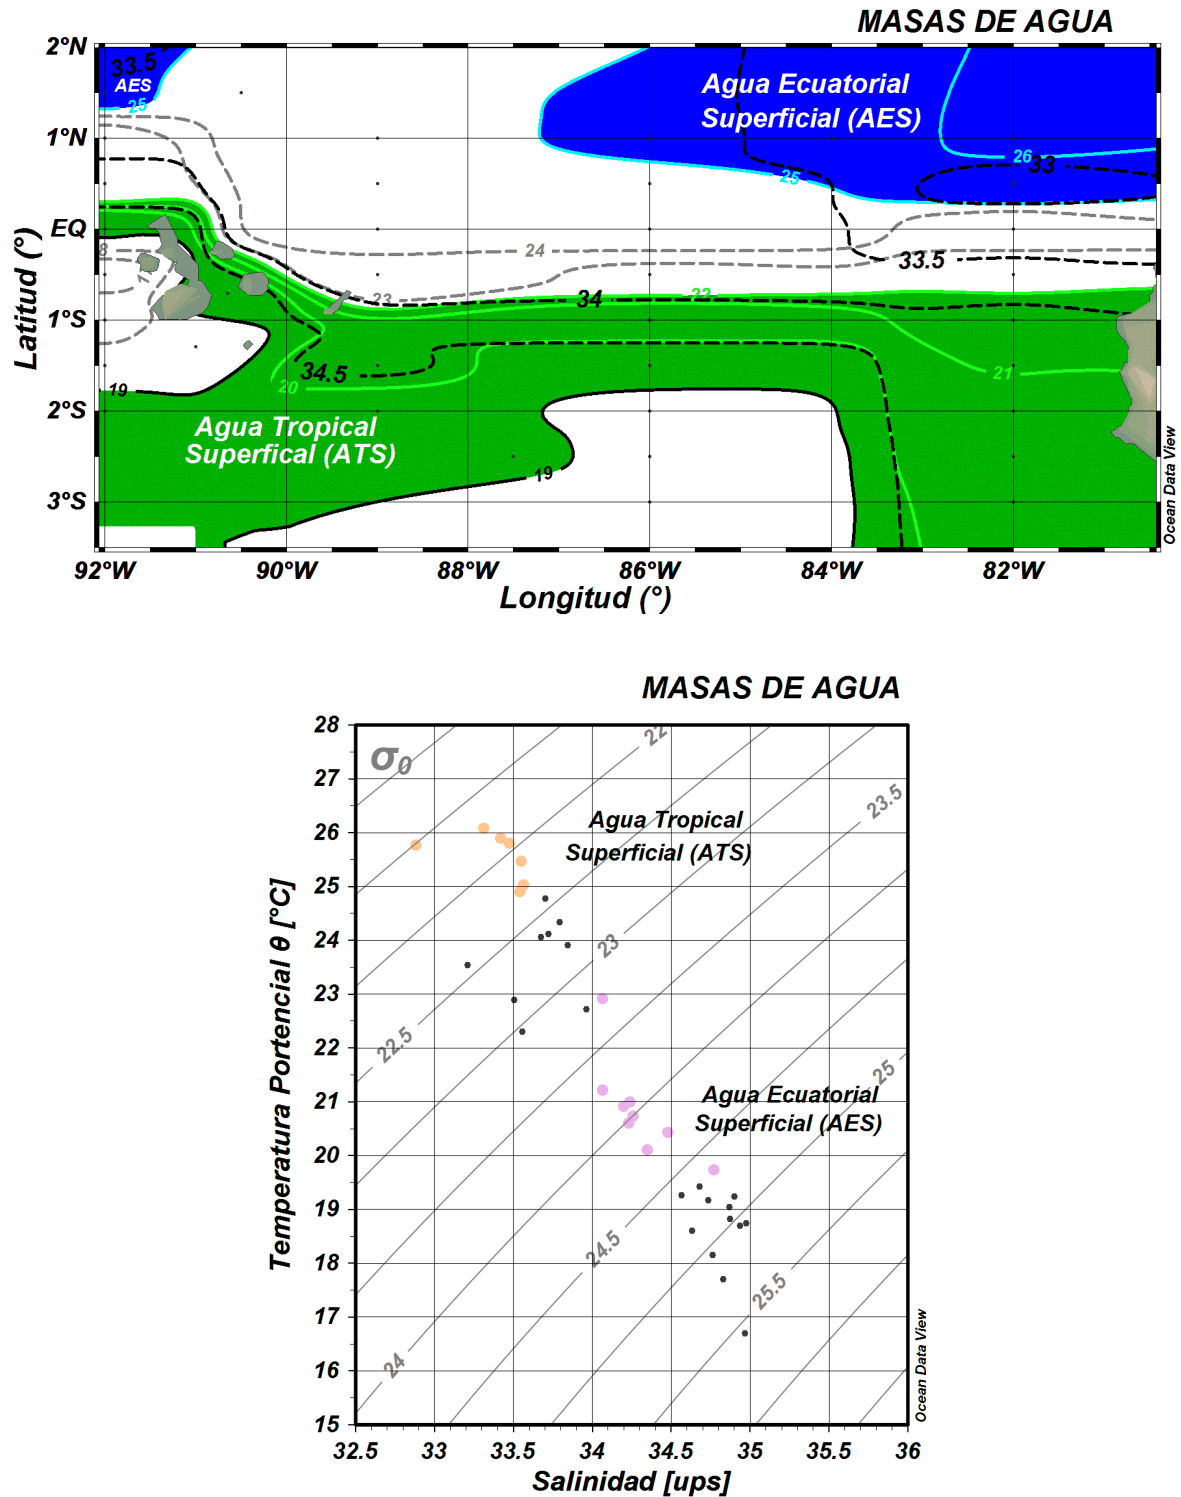 MASAS DE AGUA
2°N
1°N
EQ
1°S
2°S
3°S
Latitud (°)
33.5
AES
25
Agua Ecuatorial
Superficial (AES)
26
33
25
24
33.5
23
34
22
34.5
20
21
19
19
Agua Tropical
Superfical (ATS)
92°W
90°W
88°W
86°W
84°W
82°W
Longitud (°)
Ocean Data View
MASAS DE AGUA
σ0
28
27
26
25
24
23
22
21
20
19
18
17
16
15
Temperatura Portencial θ [°C]
22
23.5
Agua Tropical
Superficial (ATS)
23
22.5
25
Agua Ecuatorial
Superficial (AES)
24.5
25.5
24
32.5
33
33.5
34
34.5
35
35.5
36
Salinidad [ups]
Ocean Data View